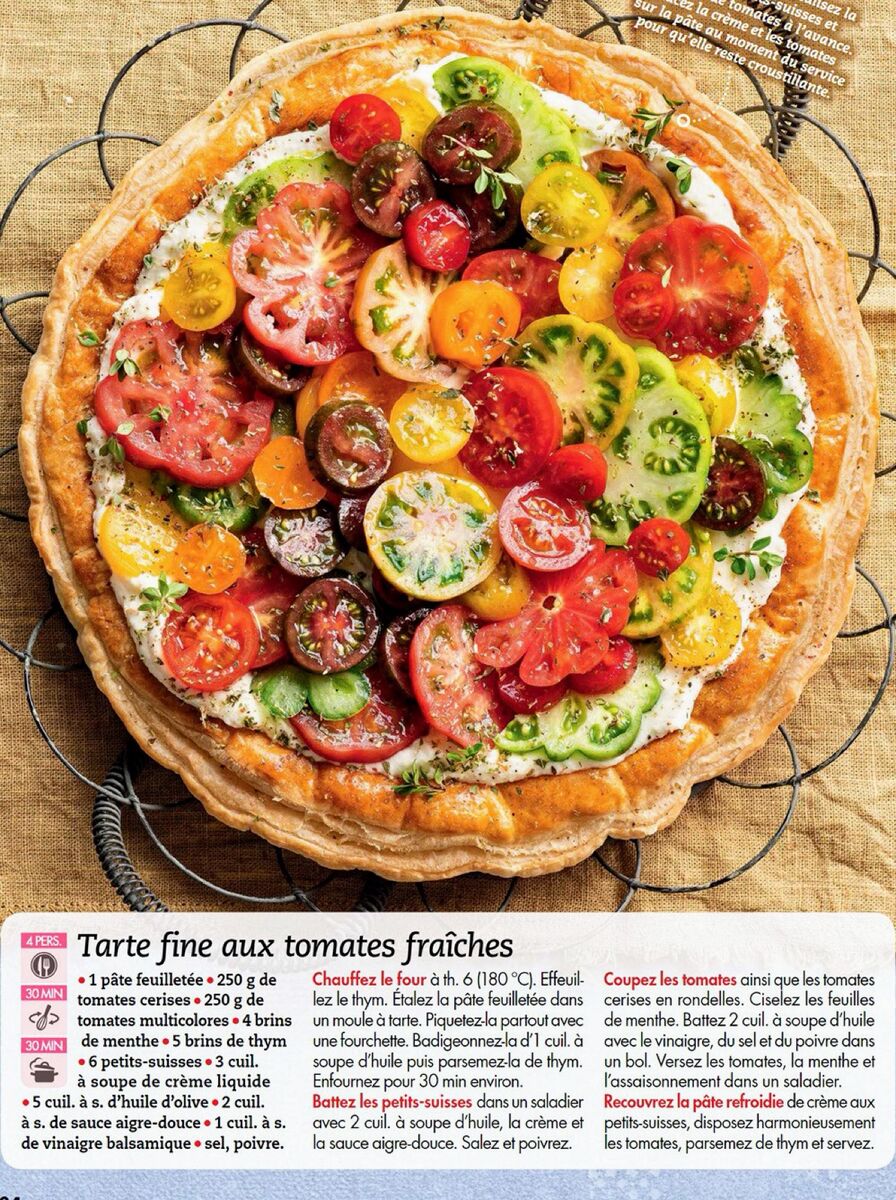 alisez la
-suisses et
de tomates à l'avance.
cez la crème et les tomates
sur la pâte au moment du service
pour qu'elle reste croustillante
4 PERS.
Tarte fine aux tomates fraîches
30 MIN
30 MIN
• 1 pâte feuilletée • 250 g de
tomates cerises • 250 g de
tomates multicolores • 4 brins
de menthe • 5 brins de thym
• 6 petits-suisses • 3 cuil.
à soupe de crème liquide
• 5 cuil. à s. d'huile d'olive • 2 cuil.
à s. de sauce aigre-douce • 1 cuil. à s.
de vinaigre balsamique • sel, poivre.
Chauffez le four à th. 6 (180 °C). Effeuil-
lez le thym. Étalez la pâte feuilletée dans
un moule à tarte. Piquetez-la partout avec
une fourchette. Badigeonnez-la d'1 cuil. à
soupe d'huile puis parsemez-la de thym.
Enfournez pour 30 min environ.
Battez les petits-suisses dans un saladier
avec 2 cuil. à soupe d'huile, la crème et
la sauce aigre-douce. Salez et poivrez.
Coupez les tomates ainsi que les tomates
cerises en rondelles. Ciselez les feuilles
de menthe. Battez 2 cuil. à soupe d'huile
avec le vinaigre, du sel et du poivre dans
un bol. Versez les tomates, la menthe et
l'assaisonnement dans un saladier.
Recouvrez la pâte refroidie de crème aux
petits-suisses, disposez harmonieusement
les tomates, parsemez de thym et servez.